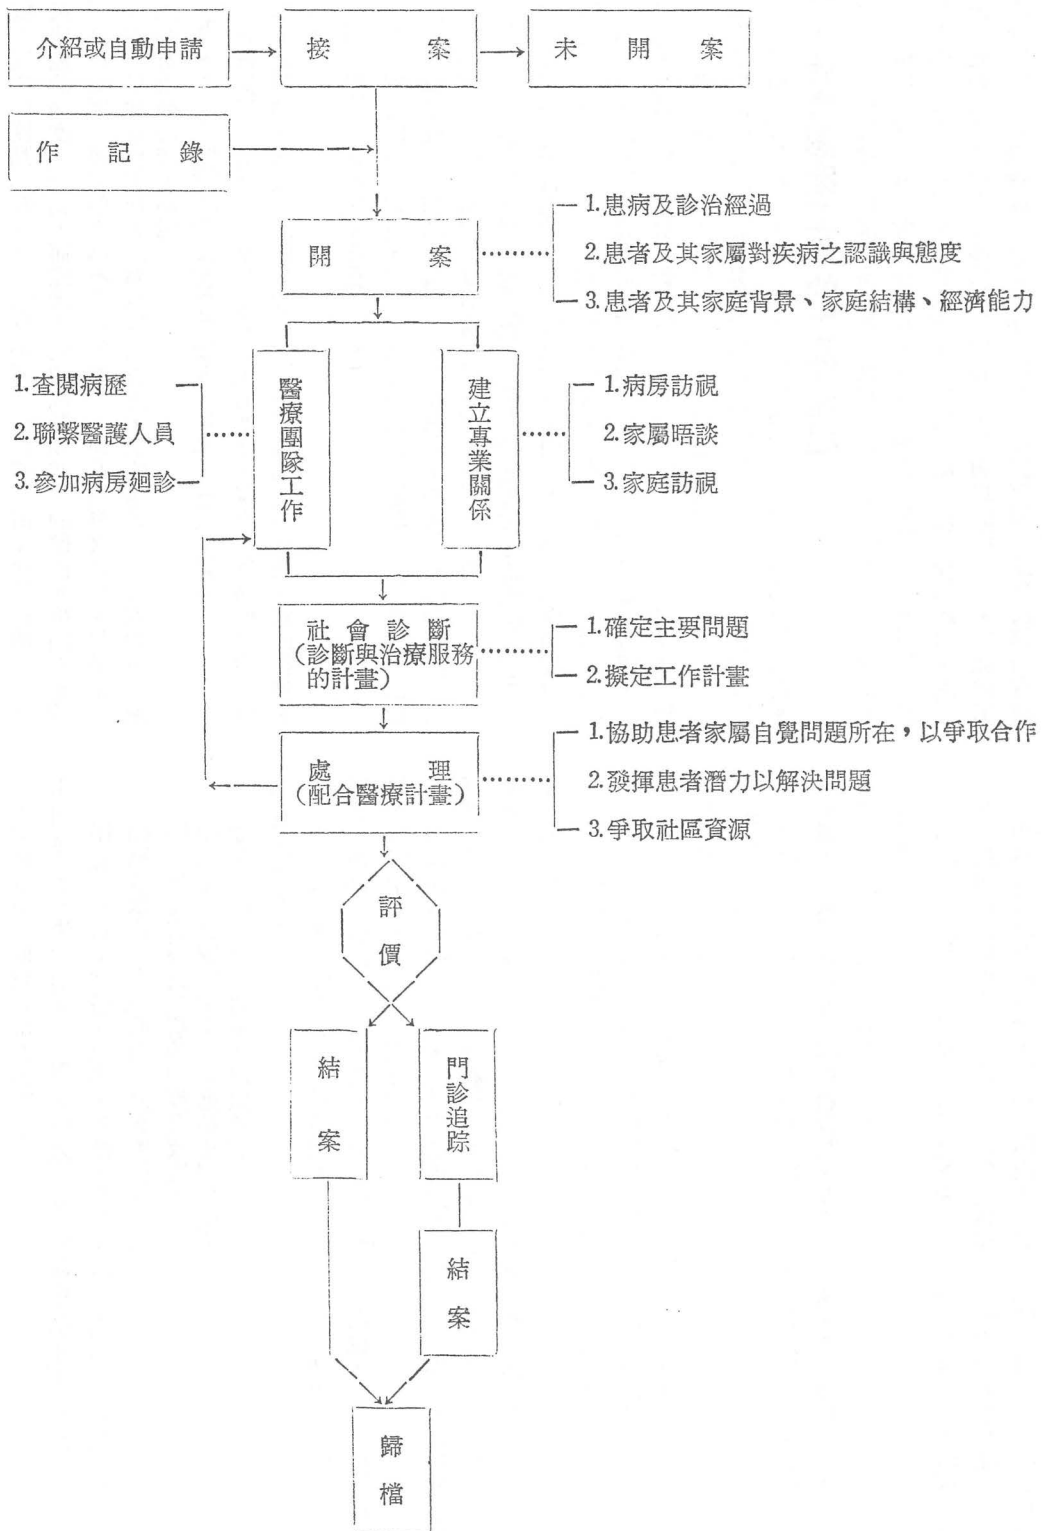 介紹或自動申請
接案
未開案
作記錄
開案
1.患病及診治經過
2.患者及其家屬對疾病之認識與態度
3.患者及其家庭背景、家庭結構、經濟能力
1.查閱病歷
2.聯繫醫護人員
3.參加病房廻診
醫療團隊工作
建立專業關係
1.病房訪視
2.家屬晤談
3.家庭訪視
社會診斷
(診斷與治療服務
的計畫)
1.確定主要問題
2.擬定工作計畫
處理
(配合醫療計畫)
1.協助患者家屬自覺問題所在，以爭取合作
2.發揮患者潛力以解決問題
3.爭取社區資源
評價
結案
門診追踪
結案
歸檔